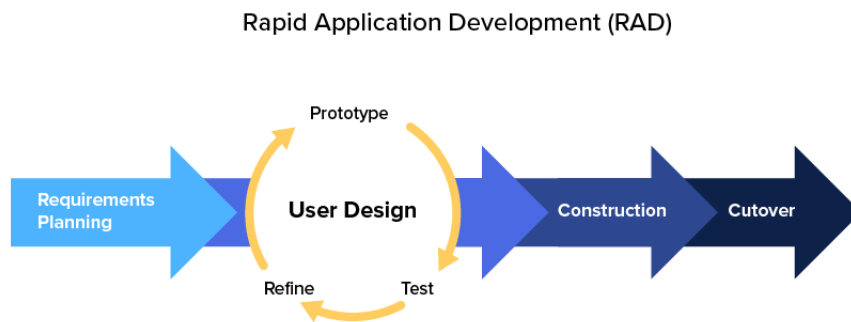 Rapid Application Development (RAD)
Prototype
Requirements
Planning
User Design
Construction
Cutover
Refine
Test